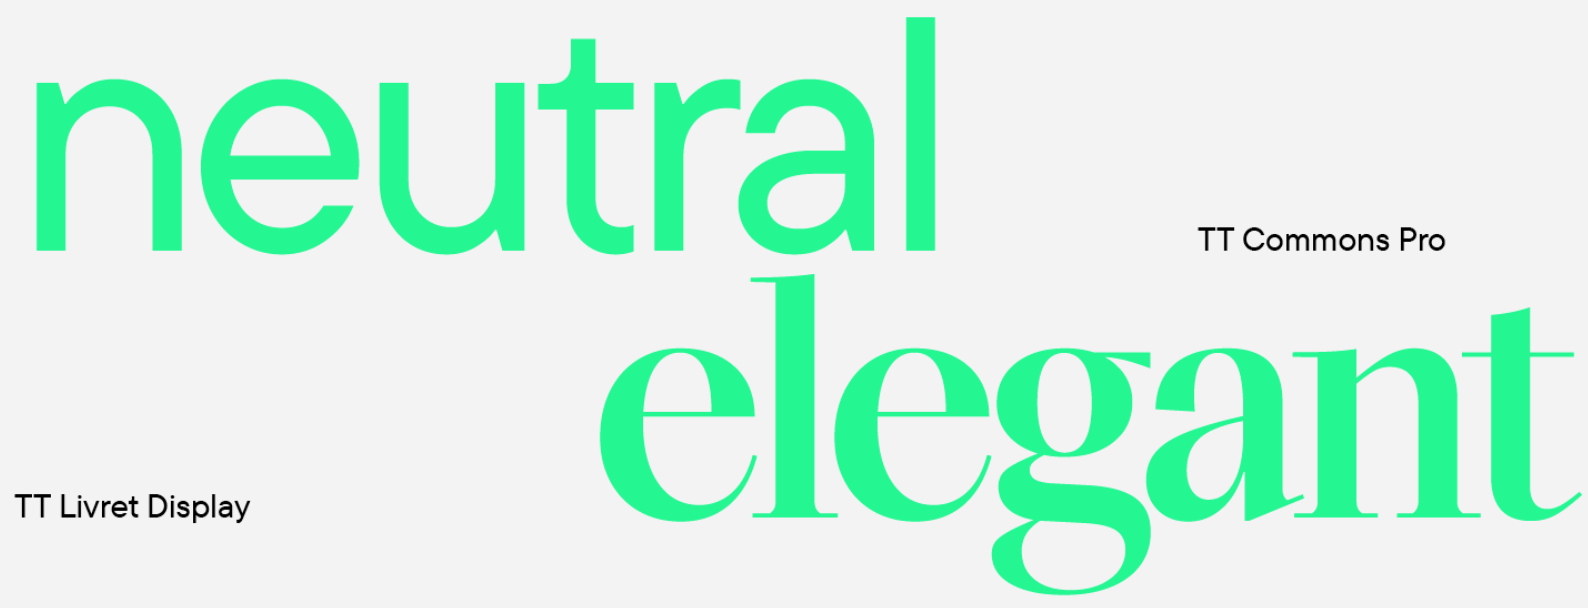 neutral
TT Commons Pro
elegant
TT Livret Display